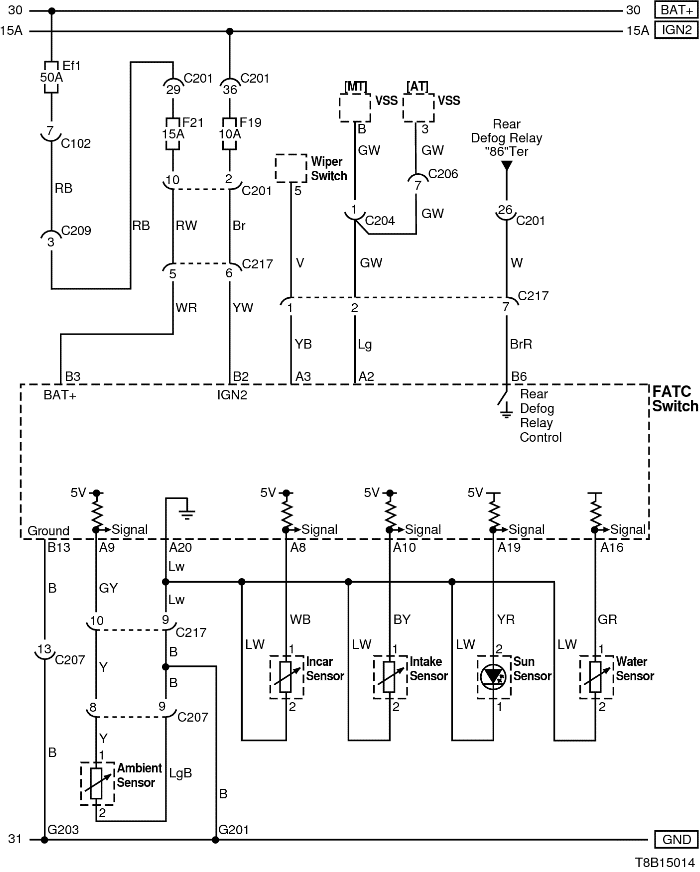 30 30 BAT+
15A 15A IGN2
Ef1
50A
C201
29
C201
36
[MT]
VSS
[AT]
VSS
F21
15A
F19
10A
B
3
Rear
Defog Relay
"86"Ter
7
C102
GW
GW
Wiper
Switch
5
10
2
C201
7
C206
RB
1
C204
GW
26
C201
C209
3
RB
RW
Br
V
GW
W
5
6
C217
C217
1
2
7
WR
YW
YB
Lg
BrR
B3
B2
A3
A2
B6
BAT+
IGN2
FATC
Switch
Rear
Defog
Relay
Control
5V
5V
5V
5V
Ground
Signal
Signal
Signal
Signal
Signal
B13
A9
A20
A8
A10
A19
A16
Lw
B
GY
Lw
WB
BY
YR
GR
10
9
C217
13
C207
B
LW
LW
LW
LW
1
1
2
1
Incar
Sensor
Intake
Sensor
Sun
Sensor
Water
Sensor
Y
B
2
2
1
2
8
9
C207
B
Y
1
Ambient
Sensor
LgB
B
2
31
G203
G201
GND
T8B15014